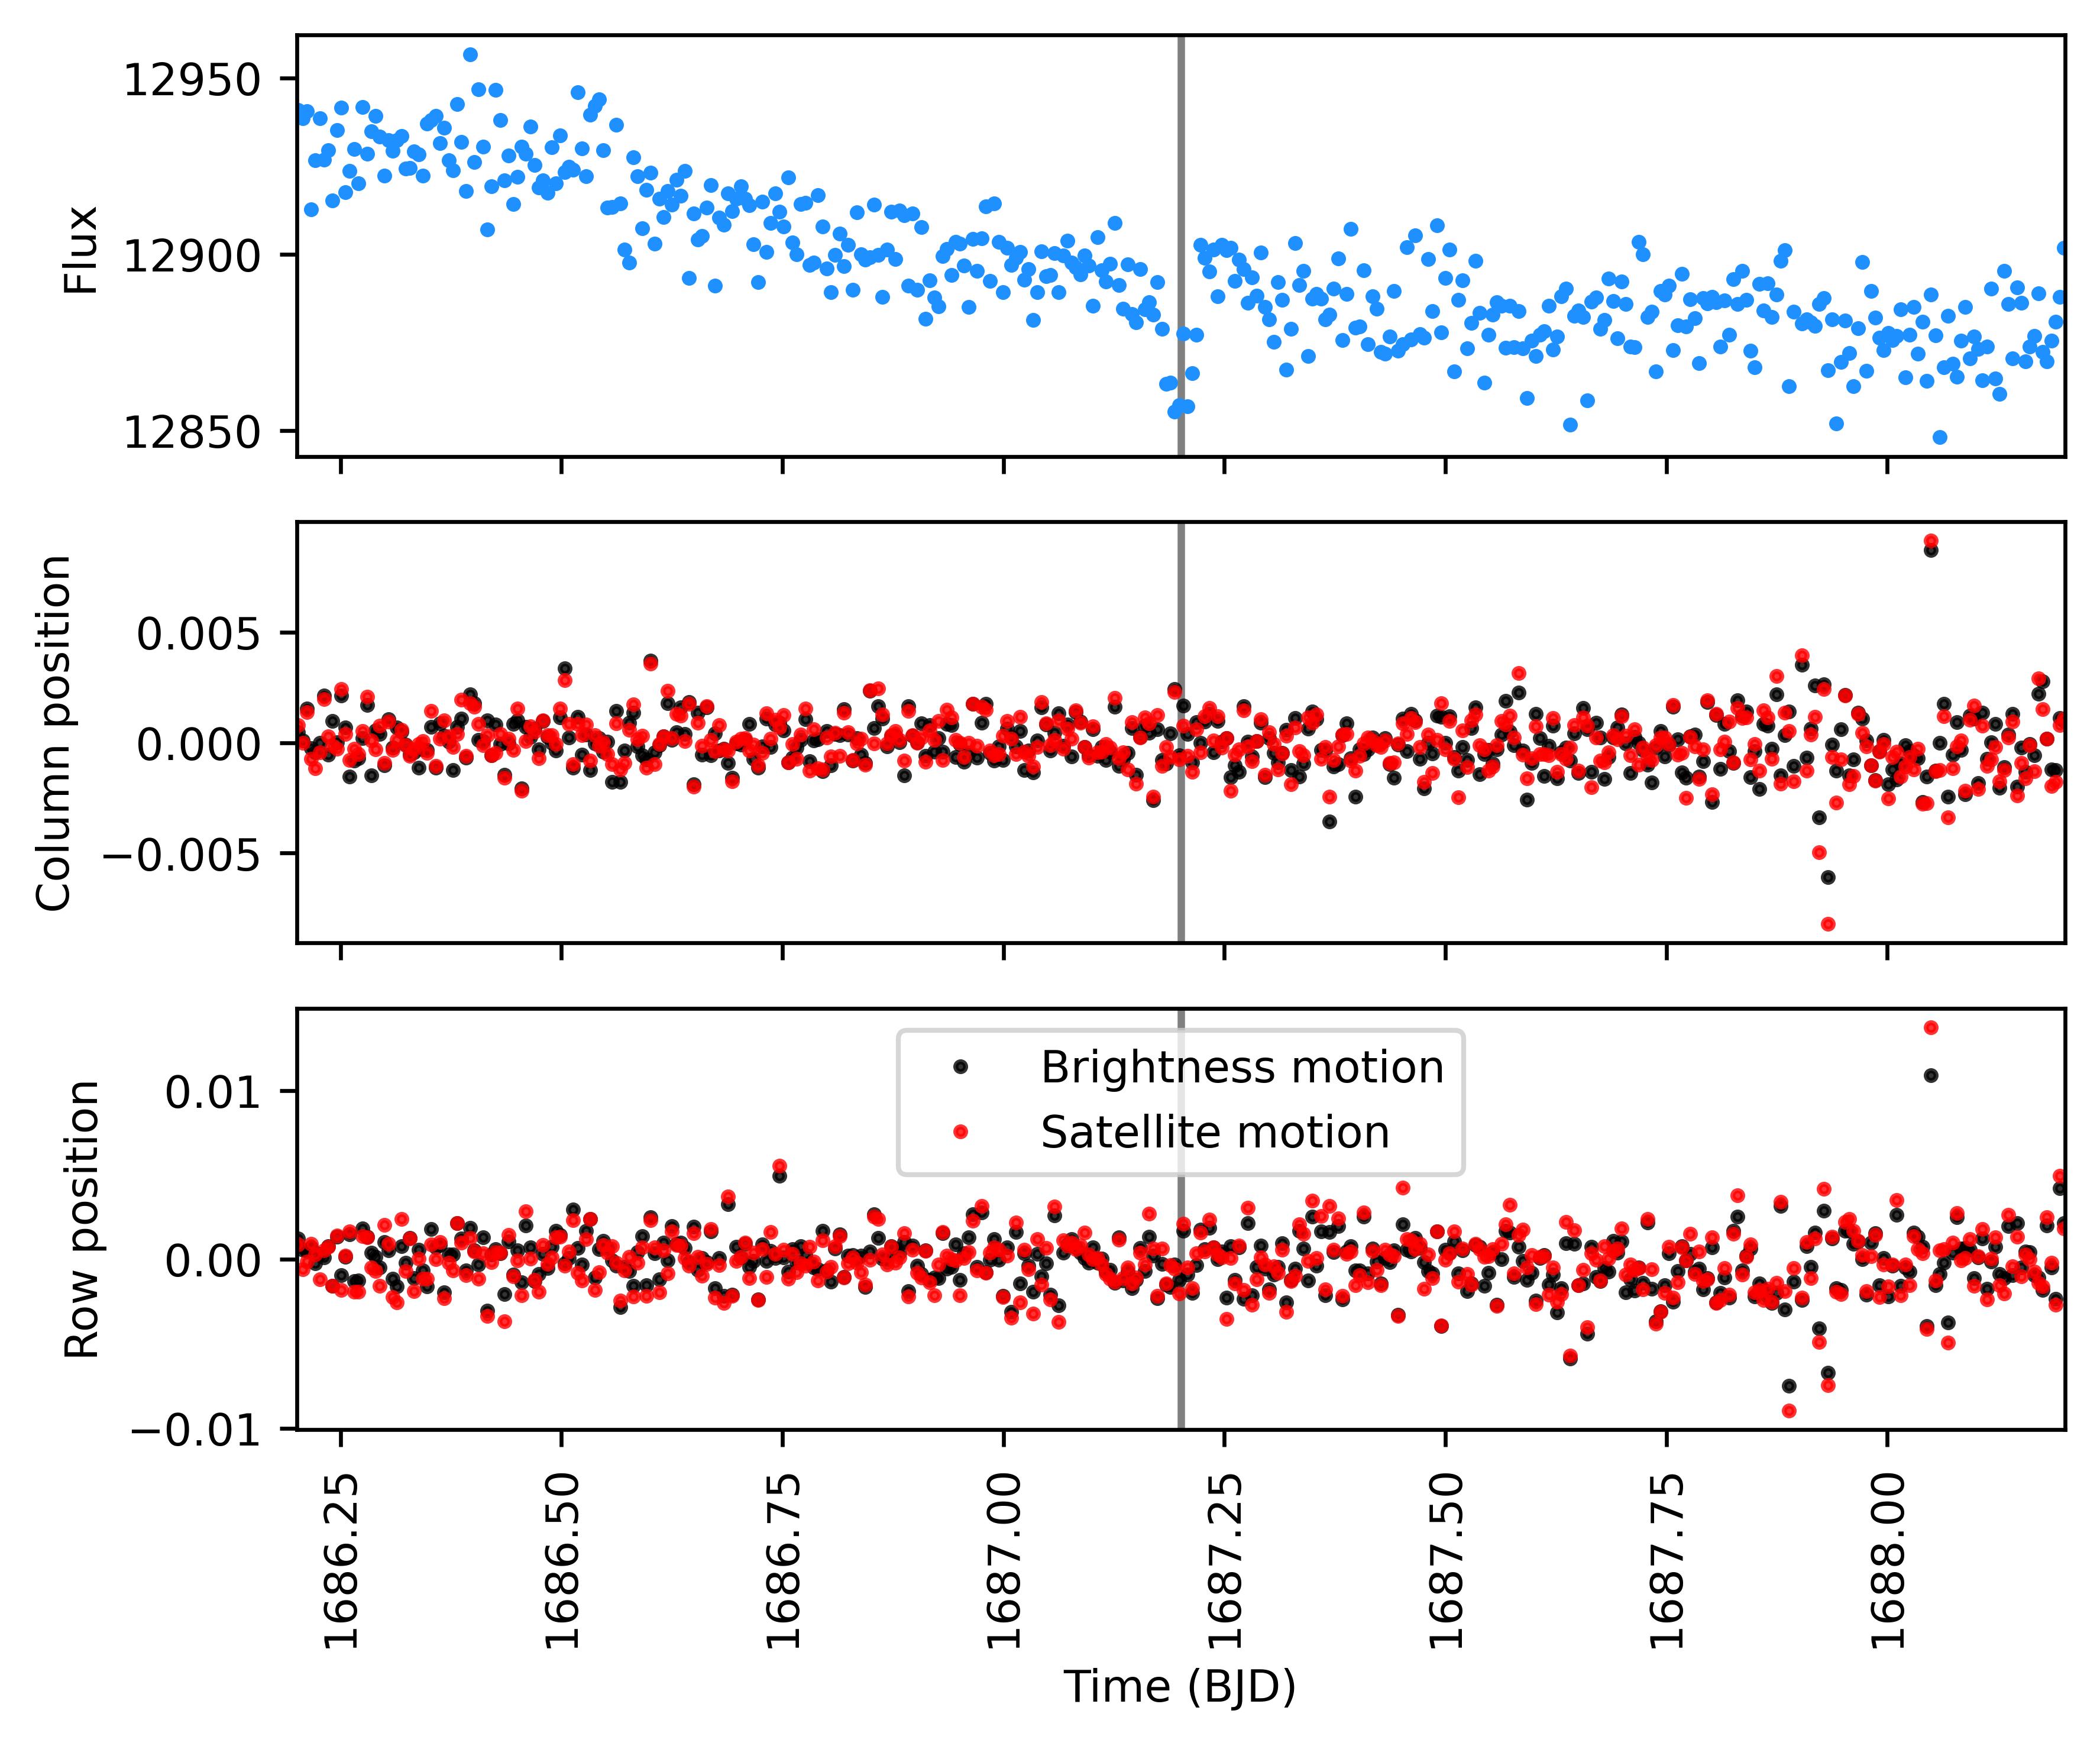 12950
12900
12850
Flux
0.005
0.000
−0.005
Column position
0.01
0.00
−0.01
Row position
Brightness motion
Satellite motion
1686.25
1686.50
1686.75
1687.00
1687.25
1687.50
1687.75
1688.00
Time (BJD)